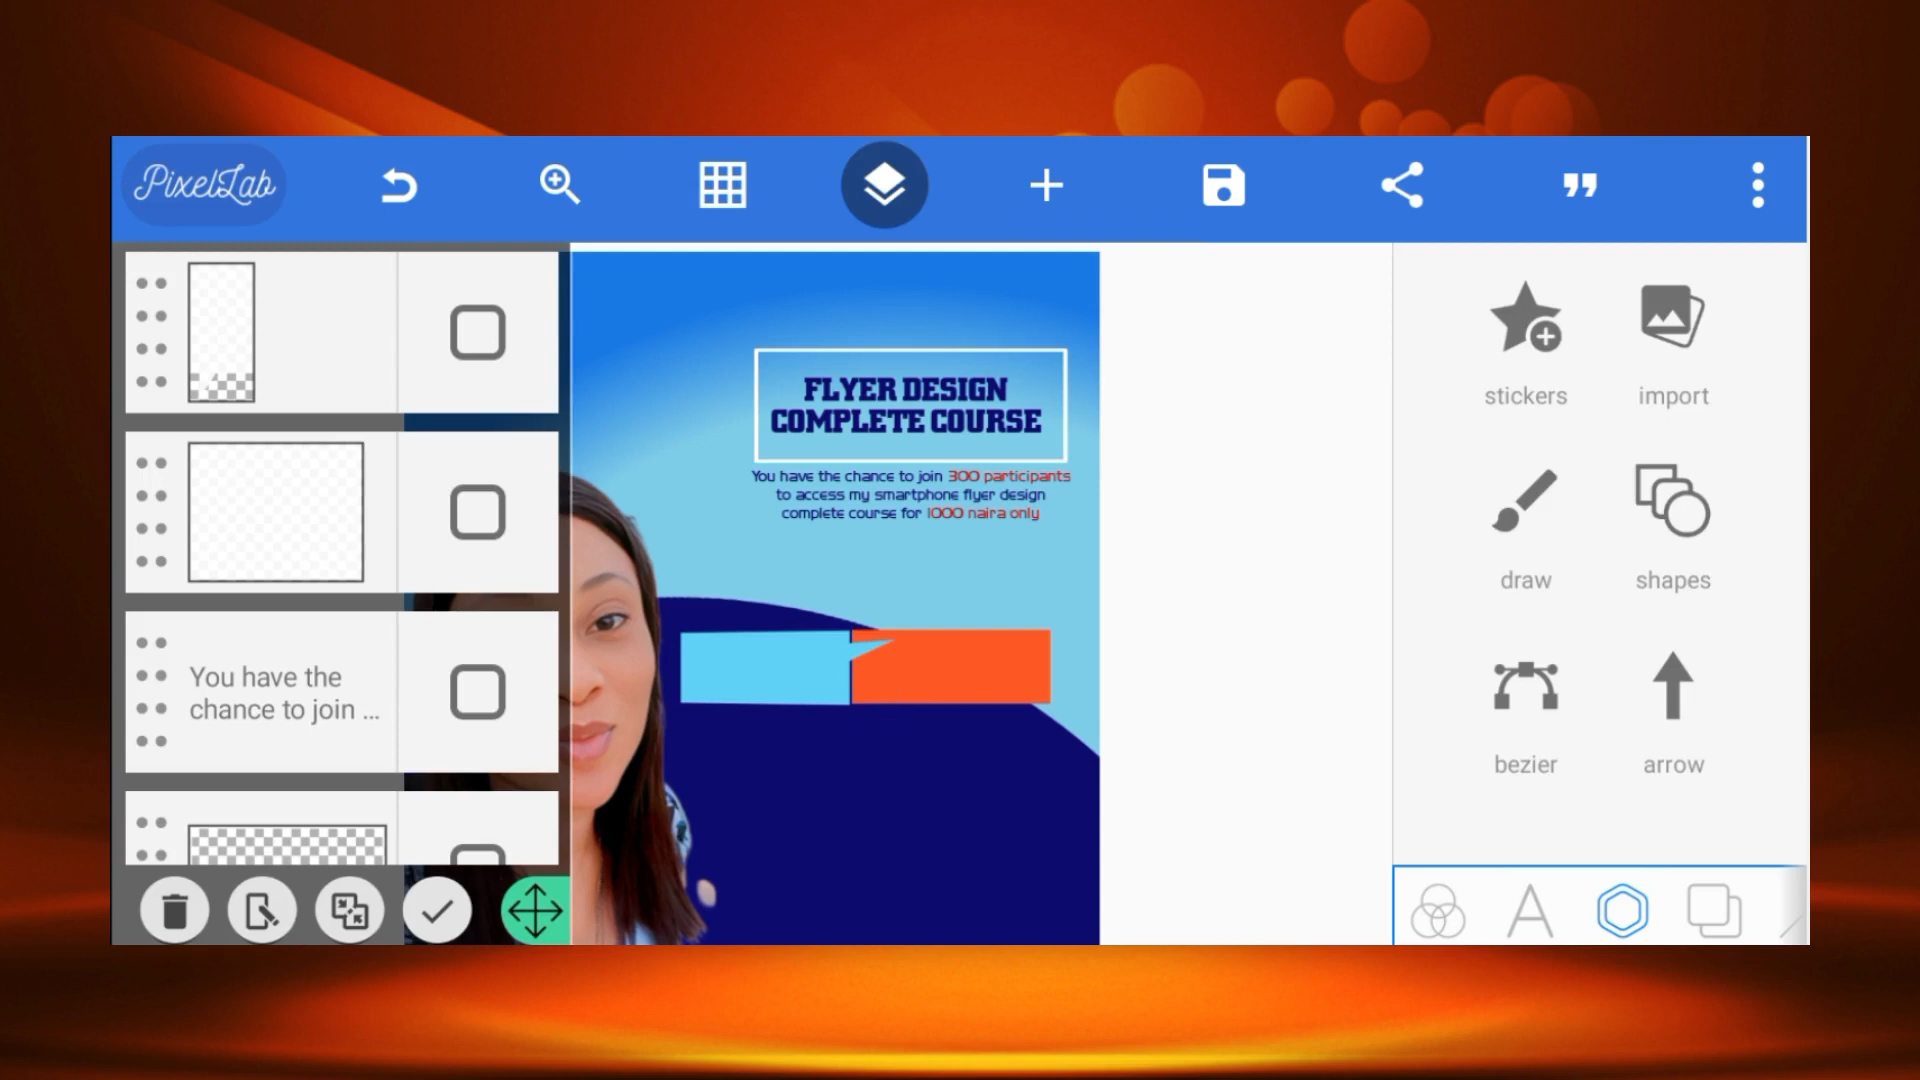 PixelLab
You have the
chance to join ...
FLYER DESIGN
COMPLETE COURSE
You have the chance to join 300 participants
to access my smartphone flyer design
complete course for 1000 naira only
stickers
import
draw
shapes
bezier
arrow